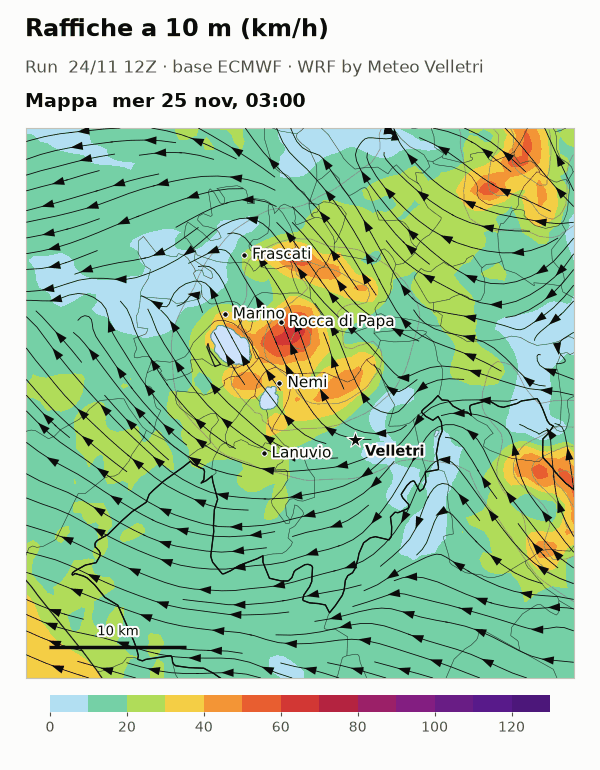 Raffiche a 10 m (km/h)
Run  24/11 12Z · base ECMWF · WRF by Meteo Velletri
Mappa  mer 25 nov, 03:00
Frascati
Marino
Rocca di Papa
Nemi
Velletri
Lanuvio
10 km
0 20 40 60 80 100 120